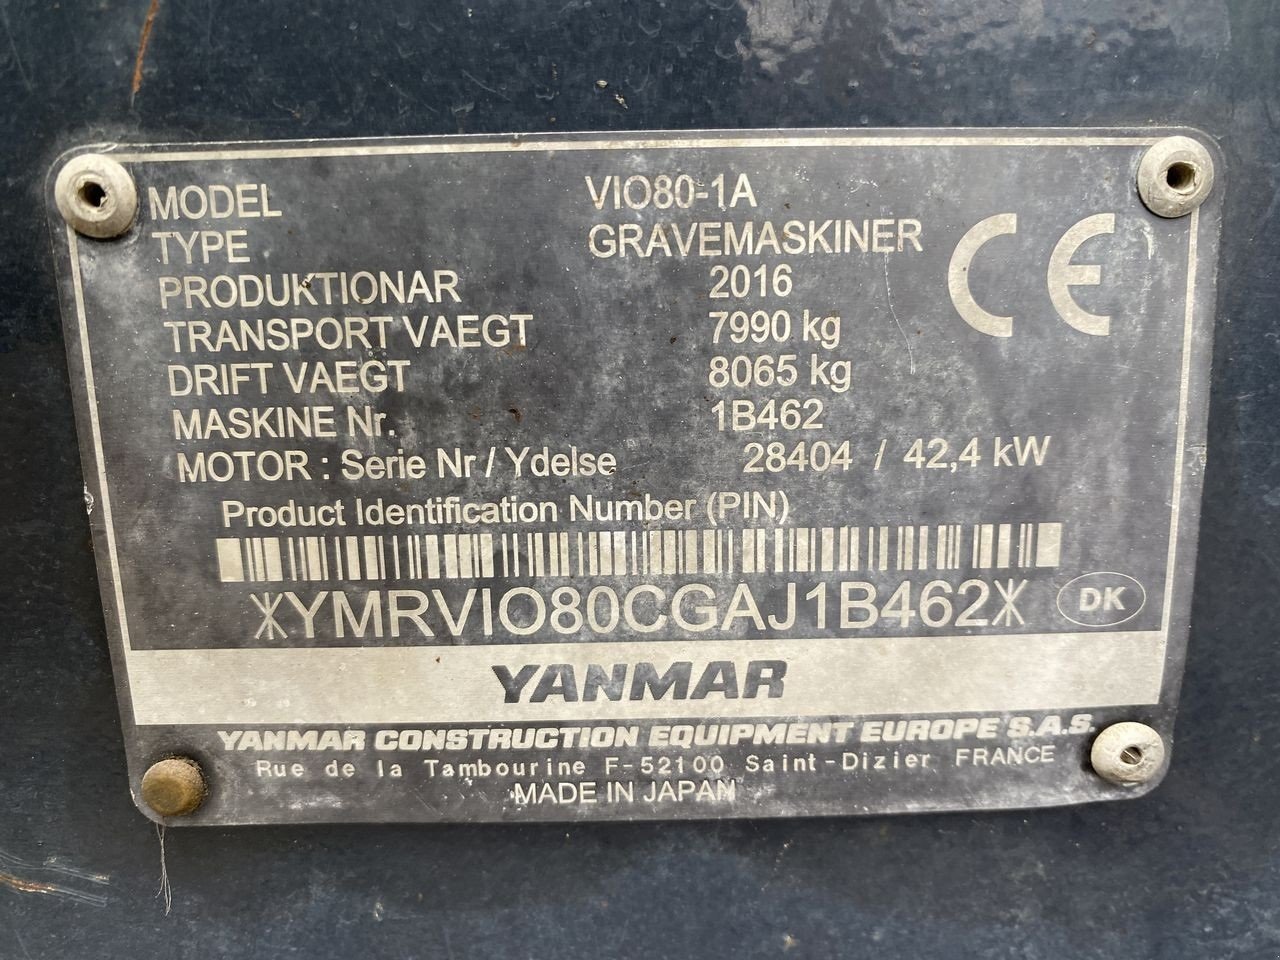 MODEL VIO80-1A
TYPE GRAVEMASKINER
PRODUKTIONAR 2016
TRANSPORT VAEGT 7990 kg
DRIFT VAEGT 8065 kg
MASKINE Nr. 1B462
MOTOR : Serie Nr / Ydelse 28404 / 42,4 kW
CE
Product Identification Number (PIN)
*YMRVIO80CGAJ1B462*
DK
YANMAR
YANMAR CONSTRUCTION EQUIPMENT EUROPE S.A.S.
Rue de la Tambourine F-52100 Saint-Dizier FRANCE
MADE IN JAPAN